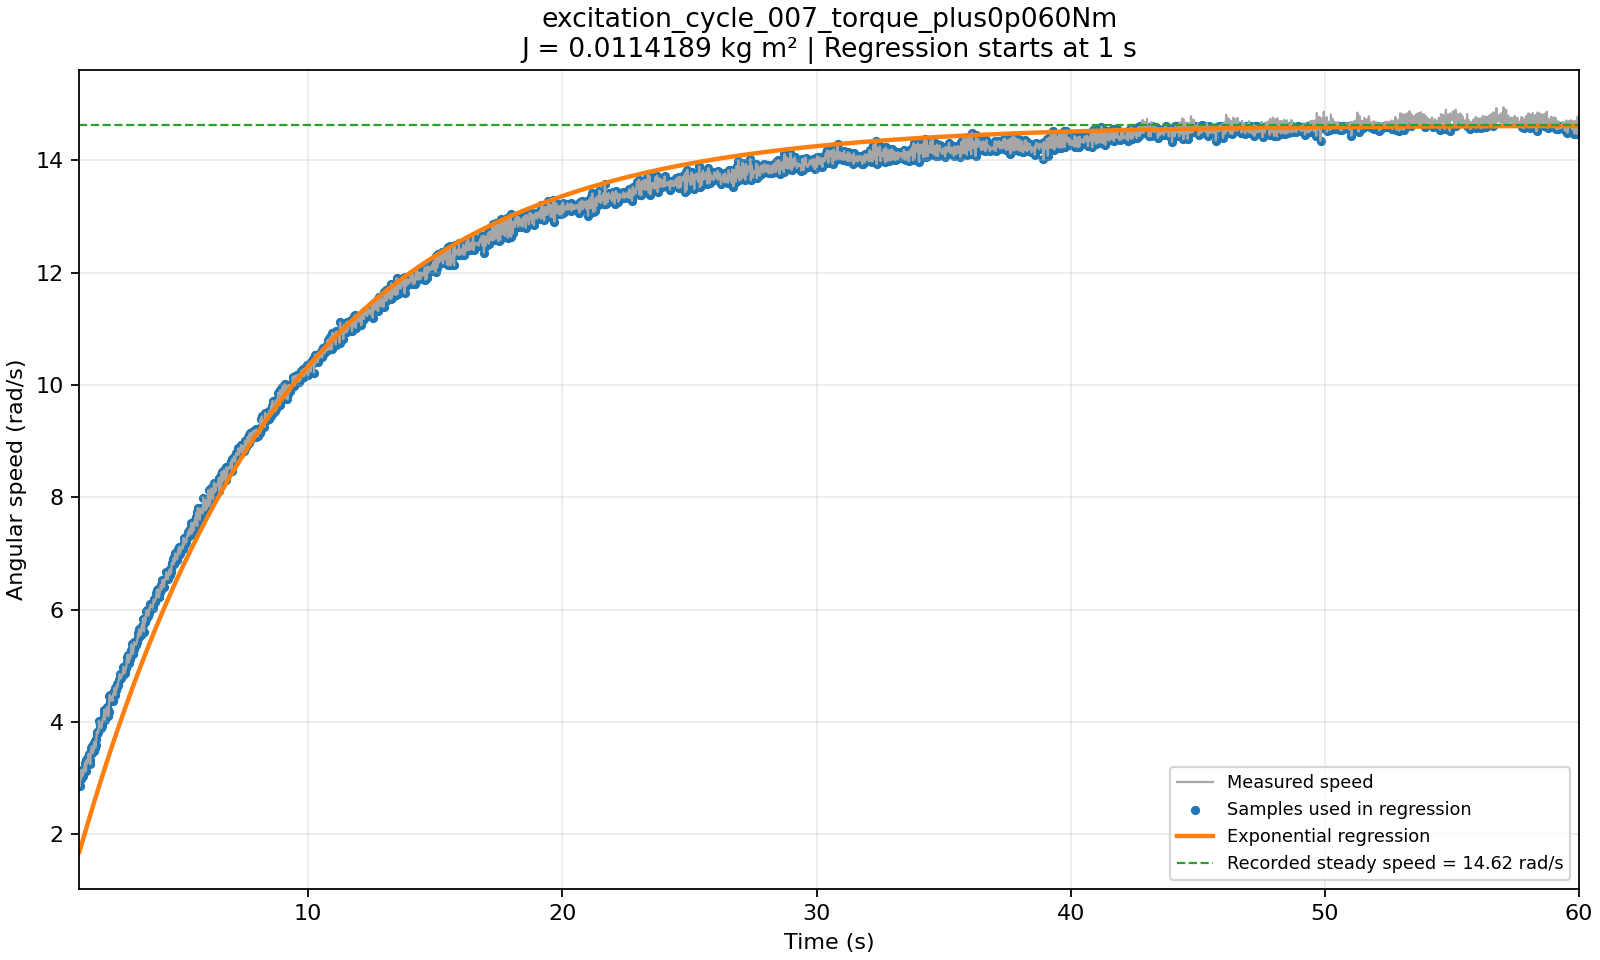 excitation_cycle_007_torque_plus0p060Nm
J = 0.0114189 kg m² | Regression starts at 1 s
Angular speed (rad/s)
14
12
10
8
6
4
2
Measured speed
Samples used in regression
Exponential regression
Recorded steady speed = 14.62 rad/s
10
20
30
40
50
60
Time (s)